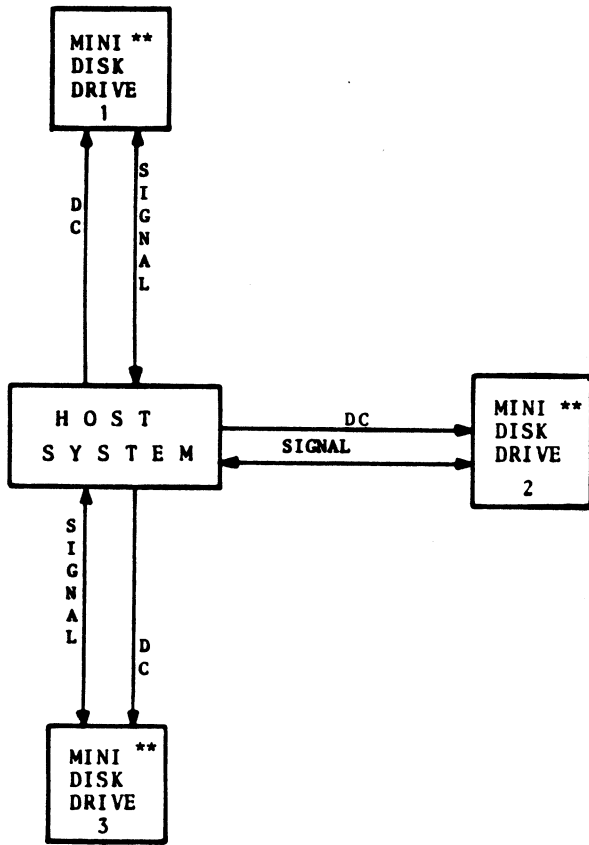 MINI **
DISK
DRIVE
1
DC
SIGNAL
HOST
SYSTEM
DC
SIGNAL
MINI **
DISK
DRIVE
2
SIGNAL
DC
MINI **
DISK
DRIVE
3